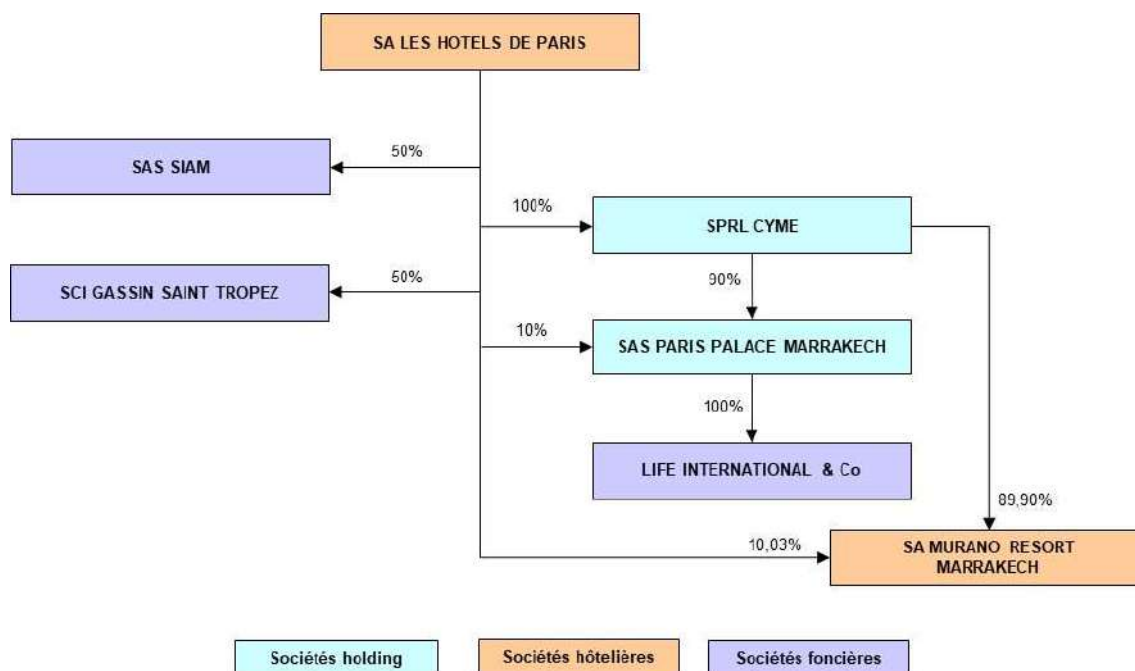 SA LES HOTELS DE PARIS
50%
SAS SIAM
100%
SPRL CYME
50%
SCI GASSIN SAINT TROPEZ
90%
10%
SAS PARIS PALACE MARRAKECH
100%
LIFE INTERNATIONAL & Co
89,90%
10,03%
SA MURANO RESORT
MARRAKECH
Sociétés holding
Sociétés hôtelières
Sociétés foncières